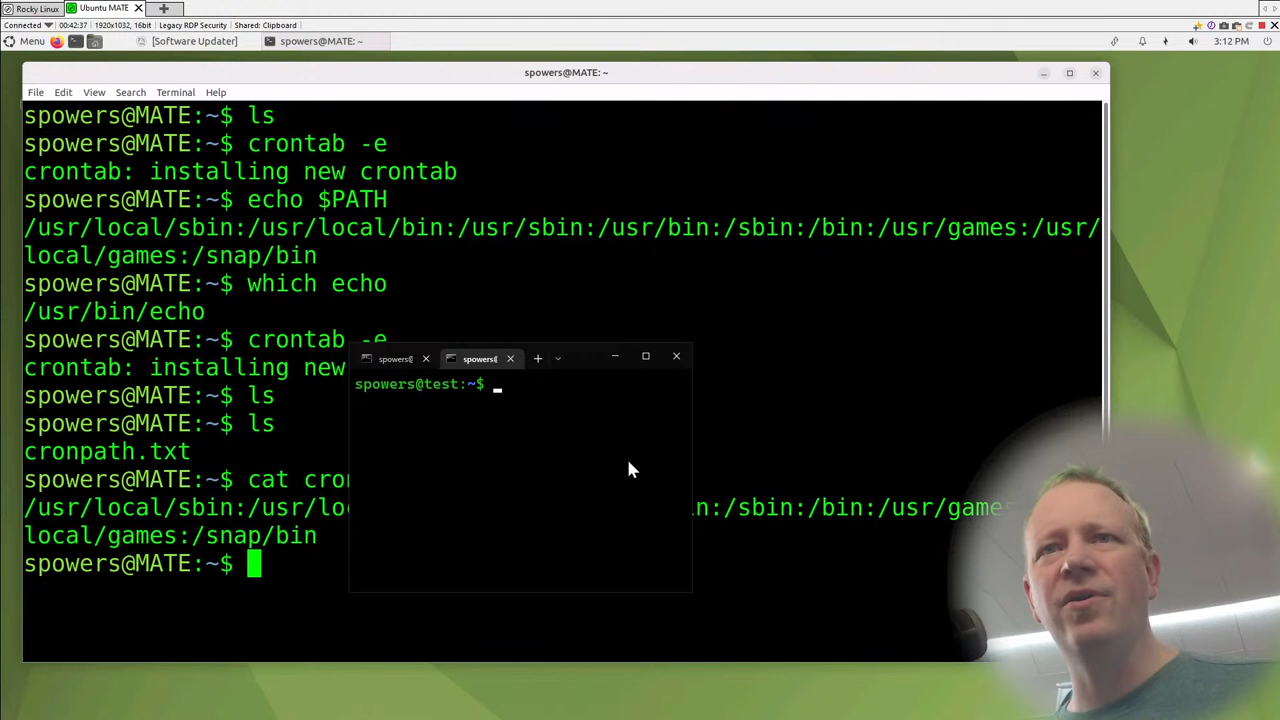 Rocky Linux
Ubuntu MATE
Connected 00:42:37 1920x1032, 16bit Legacy RDP Security Shared: Clipboard
Menu [Software Updater] spowers@MATE: ~ 3:12 PM
spowers@MATE: ~
File Edit View Search Terminal Help
spowers@MATE:~$ ls
spowers@MATE:~$ crontab -e
crontab: installing new crontab
spowers@MATE:~$ echo $PATH
/usr/local/sbin:/usr/local/bin:/usr/sbin:/usr/bin:/sbin:/bin:/usr/games:/usr/
local/games:/snap/bin
spowers@MATE:~$ which echo
/usr/bin/echo
spowers@MATE:~$ crontab -e
crontab: installing new
spowers@MATE:~$ ls
spowers@MATE:~$ ls
cronpath.txt
spowers@MATE:~$ cat cron
/usr/local/sbin:/usr/lo n:/sbin:/bin:/usr/game
local/games:/snap/bin
spowers@MATE:~$
spowers@ spowers@
spowers@test:~$